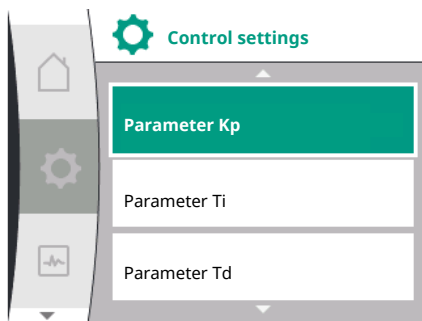 Control settings
Parameter Kp
Parameter Ti
Parameter Td